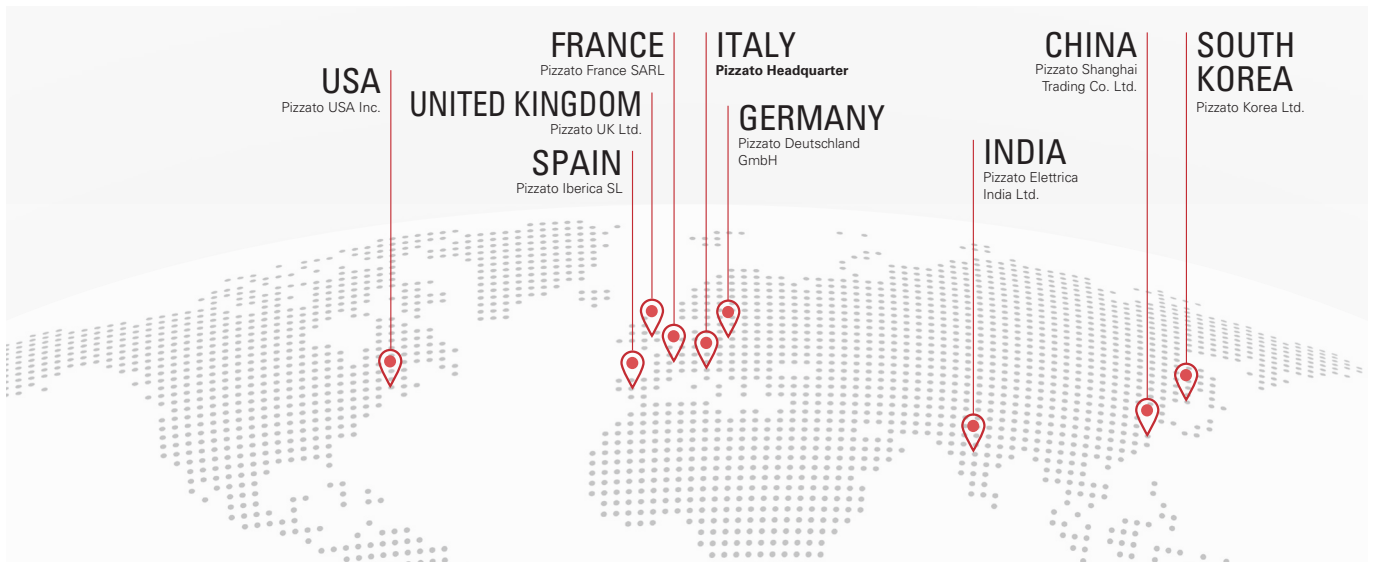 USA
Pizzato USA Inc.
FRANCE
Pizzato France SARL
UNITED KINGDOM
Pizzato UK Ltd.
SPAIN
Pizzato Iberica SL
ITALY
Pizzato Headquarter
GERMANY
Pizzato Deutschland
GmbH
INDIA
Pizzato Elettrica
India Ltd.
CHINA
Pizzato Shanghai
Trading Co. Ltd.
SOUTH
KOREA
Pizzato Korea Ltd.